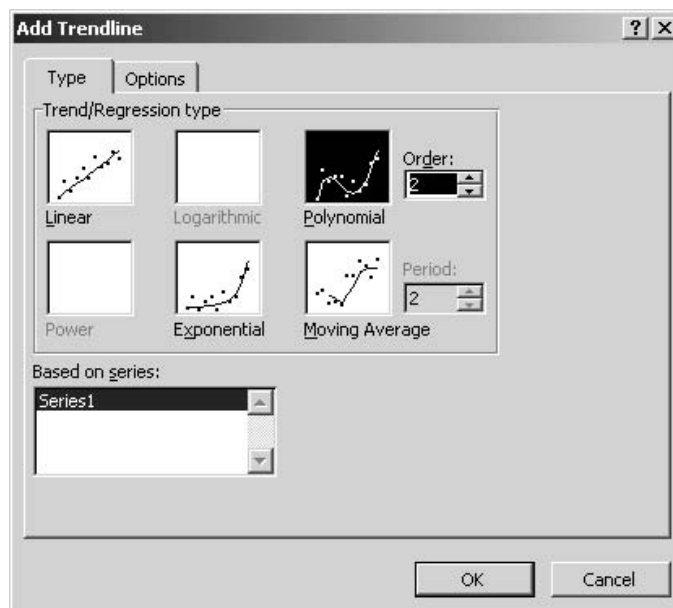 Add Trendline
Type Options
Trend/Regression type
Linear Logarithmic Polynomial
Order:
2
Power Exponential Moving Average
Period:
2
Based on series:
Series1
OK Cancel